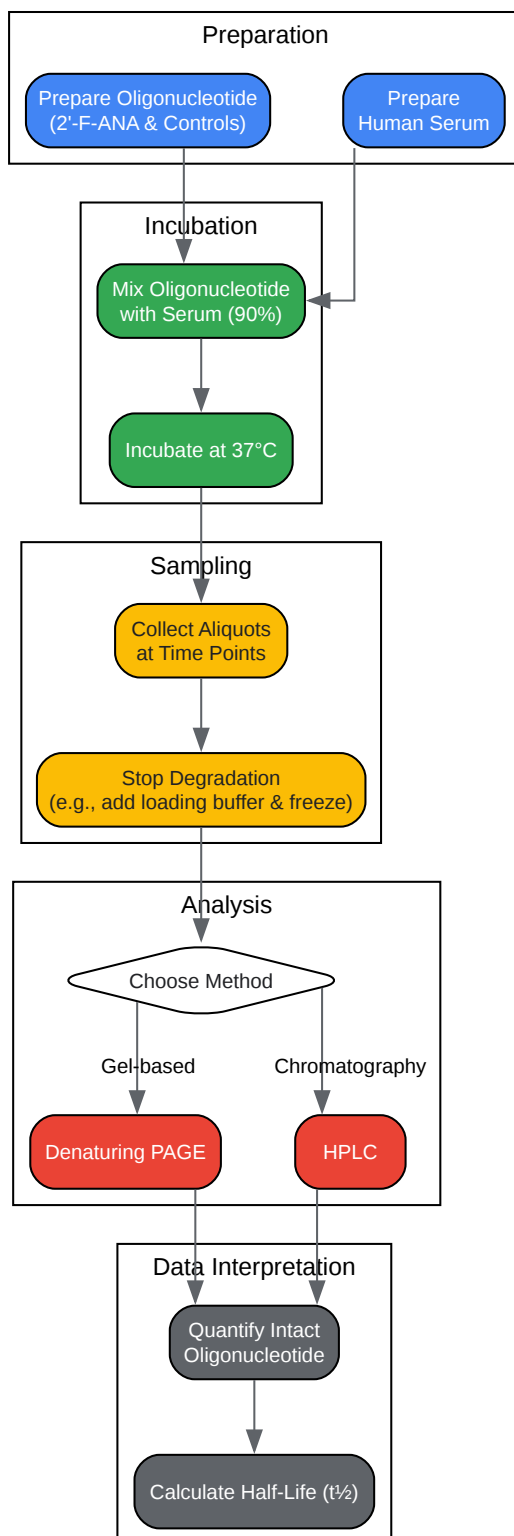 Preparation
Prepare Oligonucleotide
(2'-F-ANA & Controls)
Prepare
Human Serum
Incubation
Mix Oligonucleotide
with Serum (90%)
Incubate at 37°C
Sampling
Collect Aliquots
at Time Points
Stop Degradation
(e.g., add loading buffer & freeze)
Analysis
Choose Method
Gel-based
Chromatography
Denaturing PAGE
HPLC
Data Interpretation
Quantify Intact
Oligonucleotide
Calculate Half-Life (t½)